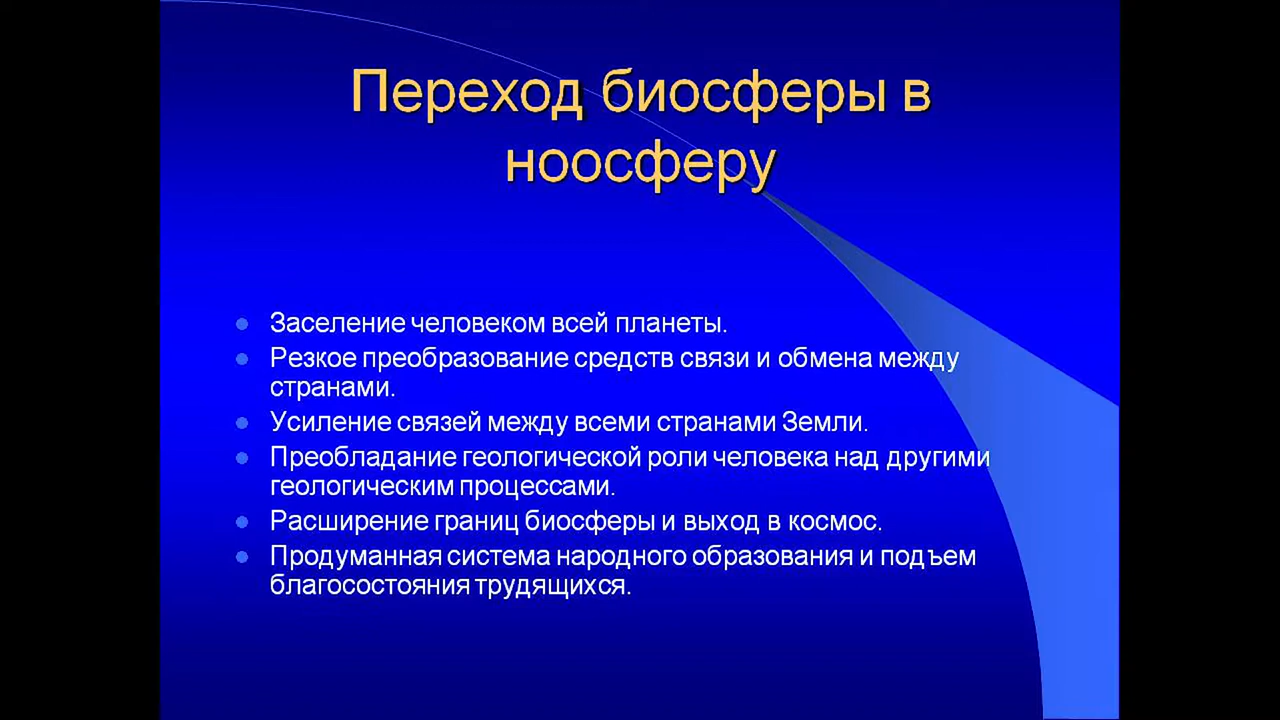 Переход биосферы в
ноосферу
Заселение человеком всей планеты.
Резкое преобразование средств связи и обмена между
странами.
Усиление связей между всеми странами Земли.
Преобладание геологической роли человека над другими
геологическим процессами.
Расширение границ биосферы и выход в космос.
Продуманная система народного образования и подъем
благосостояния трудящихся.